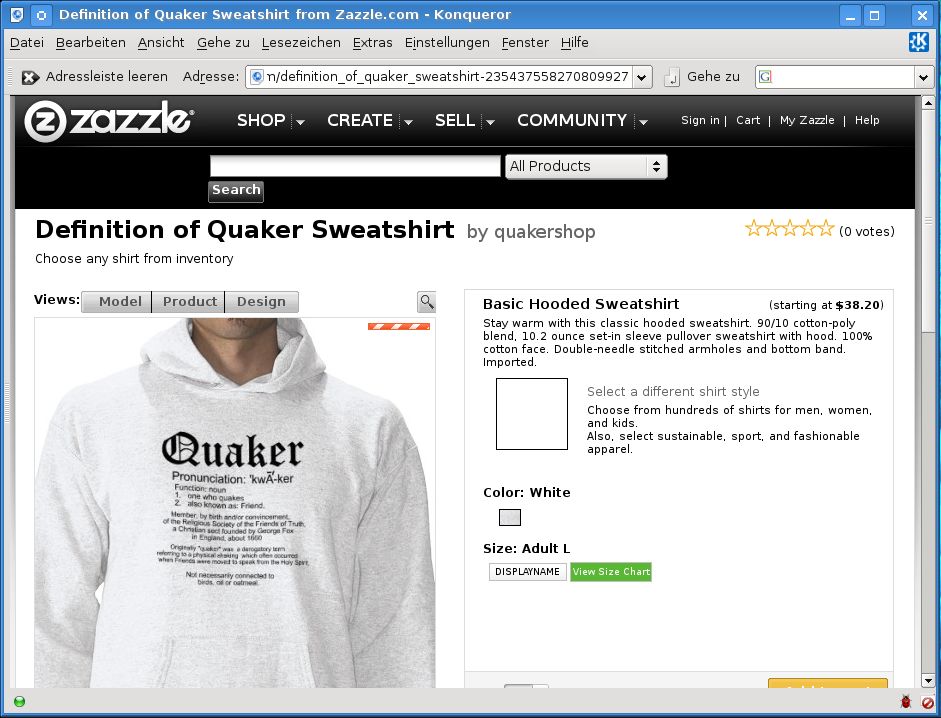 Definition of Quaker Sweatshirt from Zazzle.com - Konqueror
Datei Bearbeiten Ansicht Gehe zu Lesezeichen Extras Einstellungen Fenster Hilfe
Adressleiste leeren Adresse: n/definition_of_quaker_sweatshirt-235437558270809927 Gehe zu G
zazzle SHOP CREATE SELL COMMUNITY Sign in | Cart | My Zazzle | Help
All Products
Search
Definition of Quaker Sweatshirt by quakershop (0 votes)
Choose any shirt from inventory
Views: Model Product Design
Quaker
Pronunciation: 'kwÃ-ker
Function: noun
1. one who quakes
2. also known as: Friend.
Member, by birth and/or convincement,
of the Religious Society of the Friends of Truth,
a Christian sect founded by George Fox
in England, about 1660
Originally "quaker" was a derogatory term
referring to a physical shaking which often occurred
when Friends were moved to speak from the Holy Spirit.
Not necessarily connected to
birds, oil or oatmeal.
Basic Hooded Sweatshirt (starting at $38.20)
Stay warm with this classic hooded sweatshirt. 90/10 cotton-poly
blend, 10.2 ounce set-in sleeve pullover sweatshirt with hood. 100%
cotton face. Double-needle stitched armholes and bottom band.
Imported.
Select a different shirt style
Choose from hundreds of shirts for men, women,
and kids.
Also, select sustainable, sport, and fashionable
apparel.
Color: White
Size: Adult L
DISPLAYNAME View Size Chart